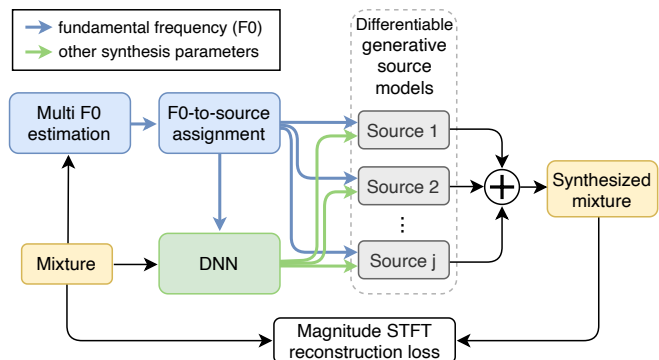 fundamental frequency (F0)
other synthesis parameters
Differentiable
generative
source
models
Multi F0
estimation
F0-to-source
assignment
Source 1
Source 2
...
Source j
Synthesized
mixture
Mixture
DNN
Magnitude STFT
reconstruction loss